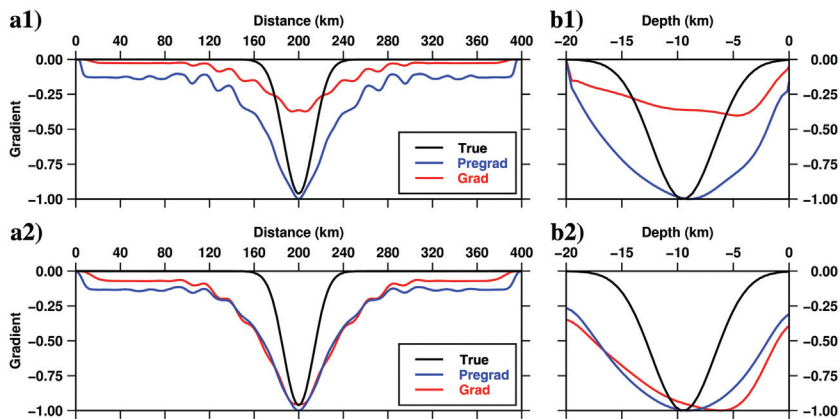 a1)
Distance (km)
0 40 80 120 160 200 240 280 320 360 400
0.00
-0.25
-0.50
-0.75
-1.00
Gradient
True
Pregrad
Grad
b1)
Depth (km)
-20 -15 -10 -5 0
0.00
-0.25
-0.50
-0.75
-1.00
a2)
Distance (km)
0 40 80 120 160 200 240 280 320 360 400
0.00
-0.25
-0.50
-0.75
-1.00
Gradient
True
Pregrad
Grad
b2)
Depth (km)
-20 -15 -10 -5 0
0.00
-0.25
-0.50
-0.75
-1.00